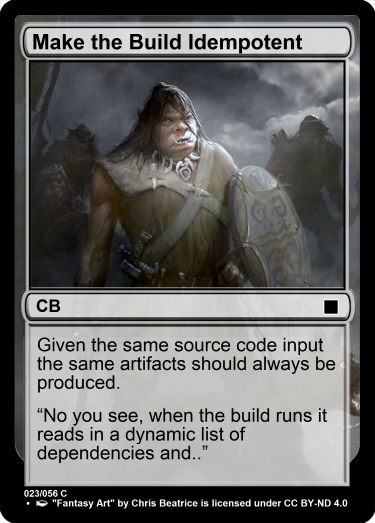 Make the Build Idempotent
CB
Given the same source code input
the same artifacts should always be
produced.
“No you see, when the build runs it
reads in a dynamic list of
dependencies and..”
023/056 C
• "Fantasy Art" by Chris Beatrice is licensed under CC BY-ND 4.0